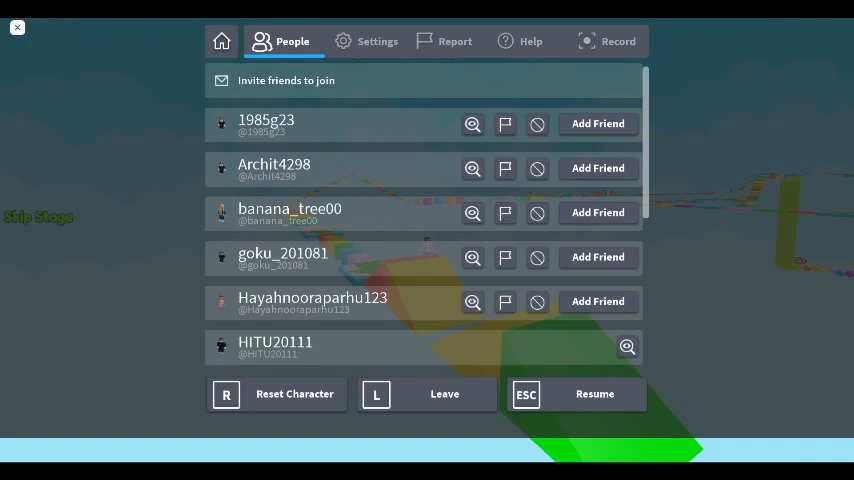 People
Settings
Report
Help
Record
Invite friends to join
1985g23
@1985g23
Add Friend
Archit4298
@Archit4298
Add Friend
Skip Stage
banana_tree00
@banana_tree00
Add Friend
goku_201081
@goku_201081
Add Friend
Hayahnooraparhu123
@Hayahnooraparhu123
Add Friend
HITU20111
@HITU20111
R Reset Character
L Leave
ESC Resume